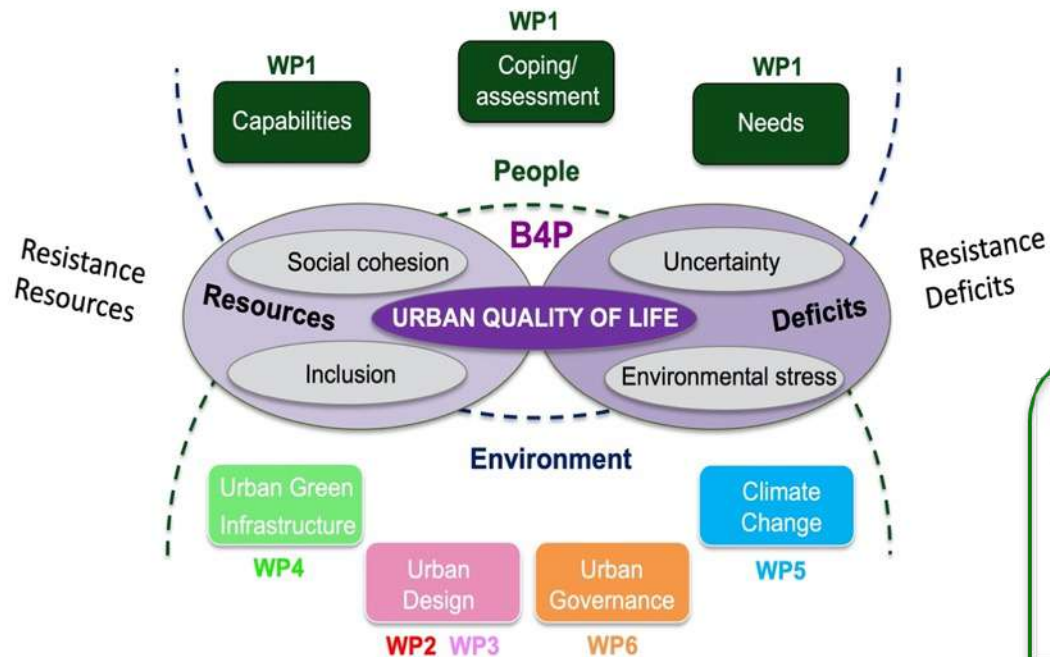 WP1
WP1
WP1
Coping/
assessment
Capabilities
Needs
People
B4P
Resistance
Resources
Social cohesion
Uncertainty
Resistance
Deficits
Resources
URBAN QUALITY OF LIFE
Deficits
Inclusion
Environmental stress
Environment
Urban Green
Infrastructure
Climate
Change
WP4
Urban
Design
Urban
Governance
WP5
WP2 WP3
WP6